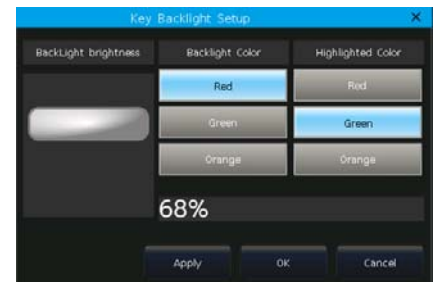 Key Backlight Setup
BackLight brightness Backlight Color Highlighted Color
Red Red
Green Green
Orange Orange
68%
Apply OK Cancel